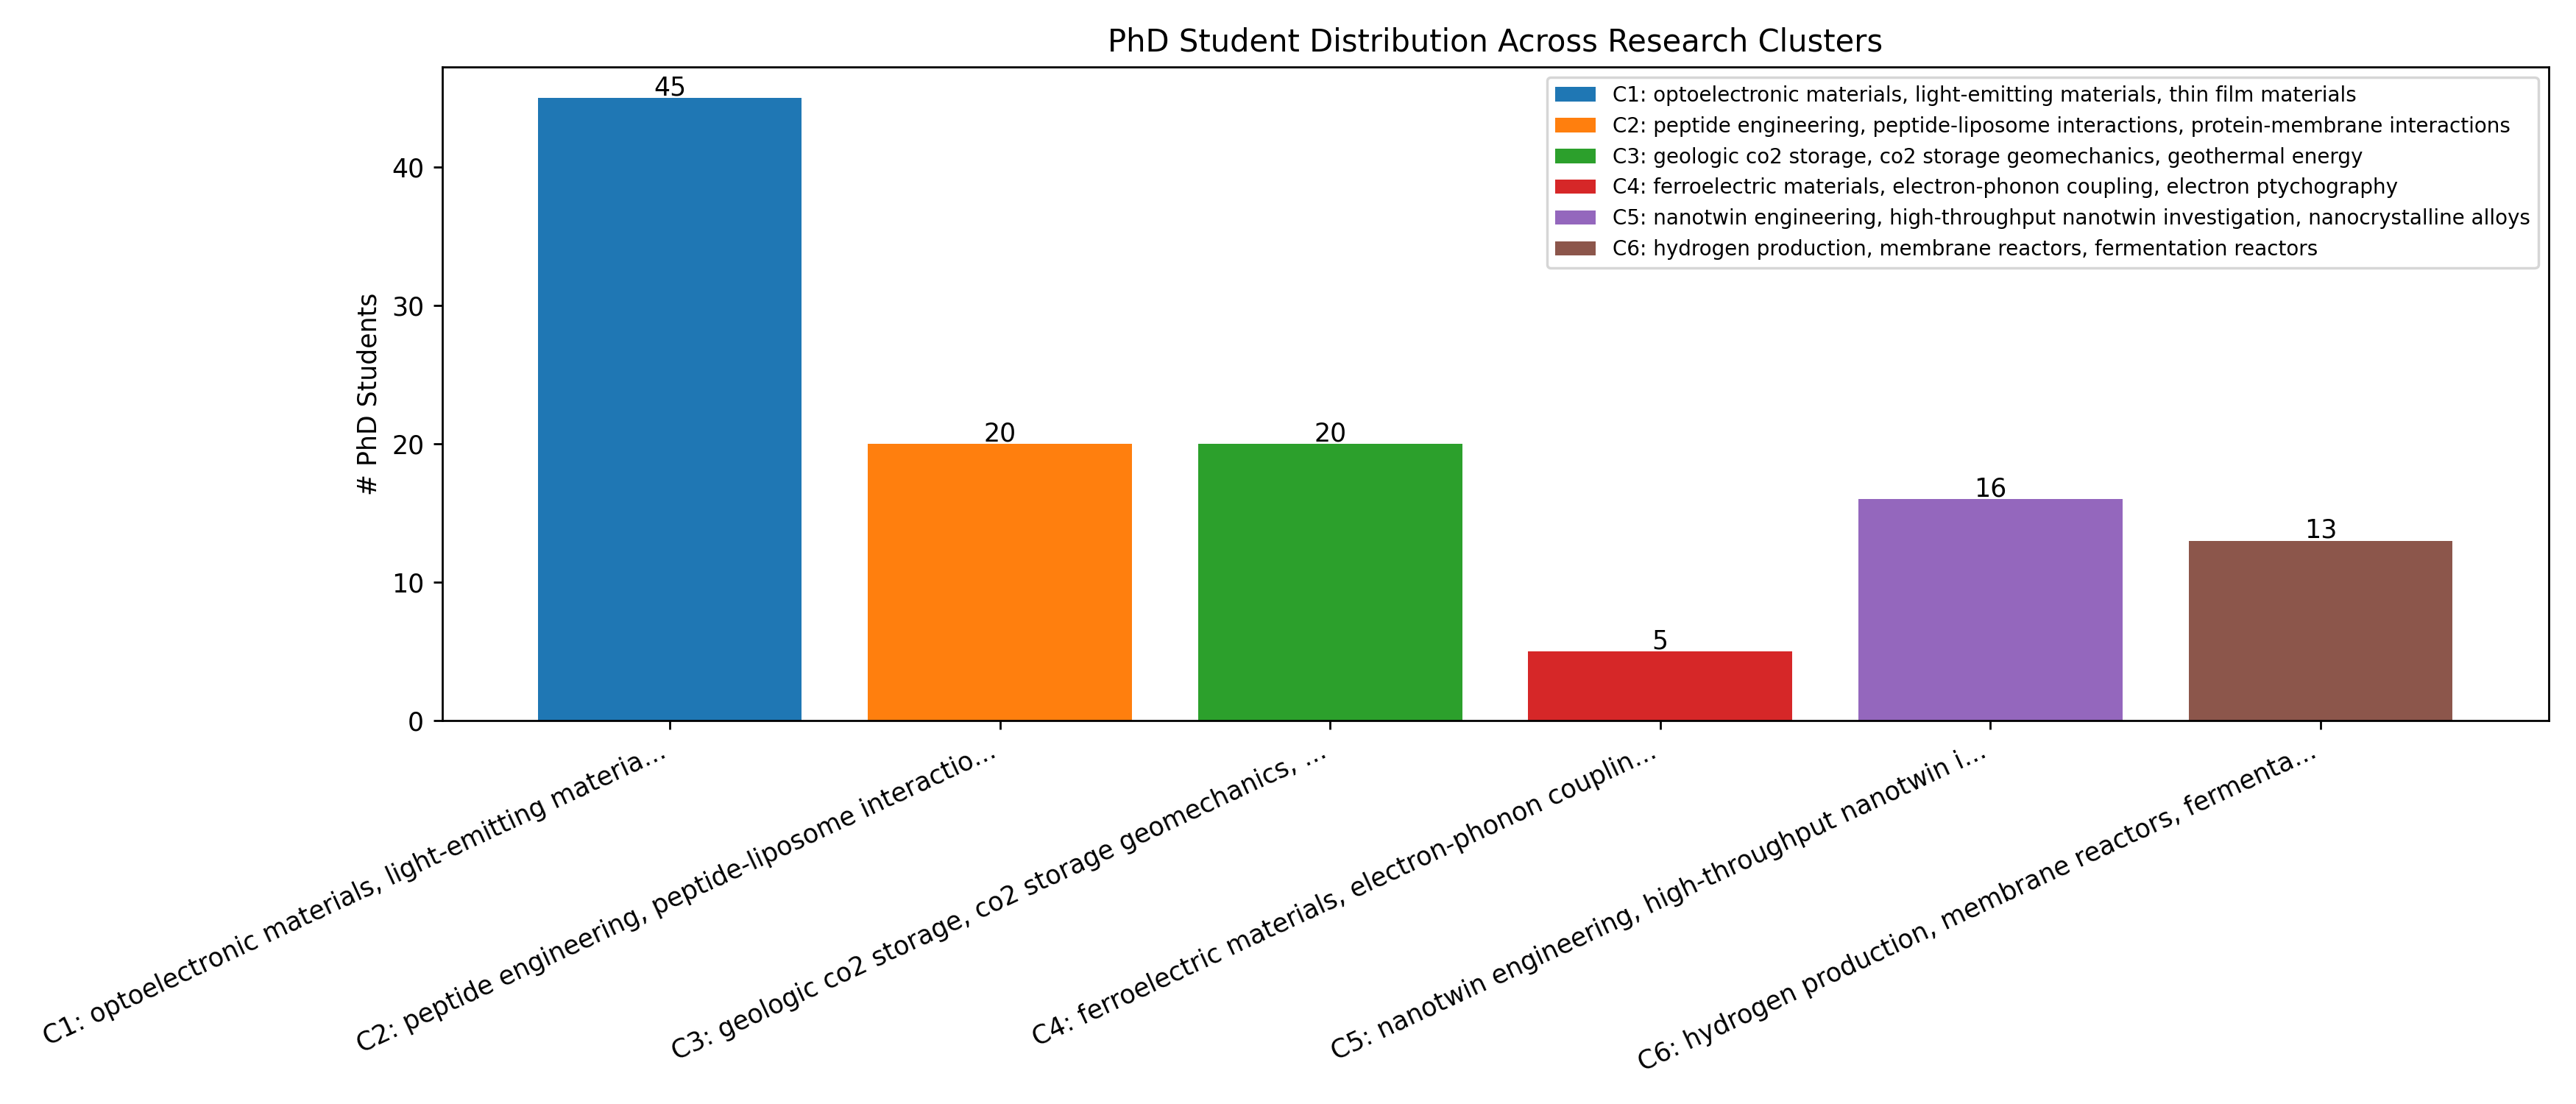 PhD Student Distribution Across Research Clusters
C1: optoelectronic materials, light-emitting materials, thin film materials
C2: peptide engineering, peptide-liposome interactions, protein-membrane interactions
C3: geologic co2 storage, co2 storage geomechanics, geothermal energy
C4: ferroelectric materials, electron-phonon coupling, electron ptychography
C5: nanotwin engineering, high-throughput nanotwin investigation, nanocrystalline alloys
C6: hydrogen production, membrane reactors, fermentation reactors
# PhD Students
40
30
20
10
0
45
20
20
5
16
13
C1: optoelectronic materials, light-emitting materia...
C2: peptide engineering, peptide-liposome interactio...
C3: geologic co2 storage, co2 storage geomechanics, ...
C4: ferroelectric materials, electron-phonon couplin...
C5: nanotwin engineering, high-throughput nanotwin i...
C6: hydrogen production, membrane reactors, fermenta...